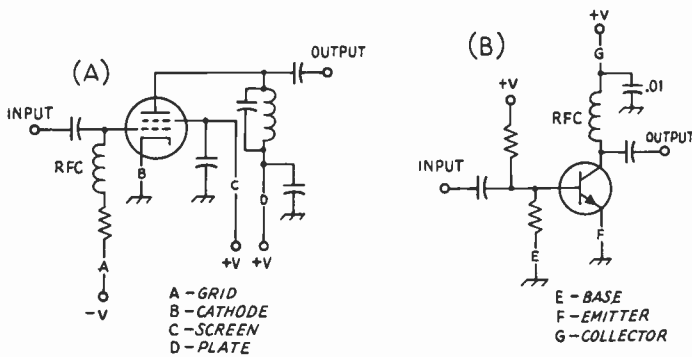 (A)
OUTPUT
INPUT
RFC
B
C
D
A
-V
+V
+V
A - GRID
B - CATHODE
C - SCREEN
D - PLATE
(B)
+V
G
.01
+V
RFC
OUTPUT
INPUT
E
F
E - BASE
F - EMITTER
G - COLLECTOR